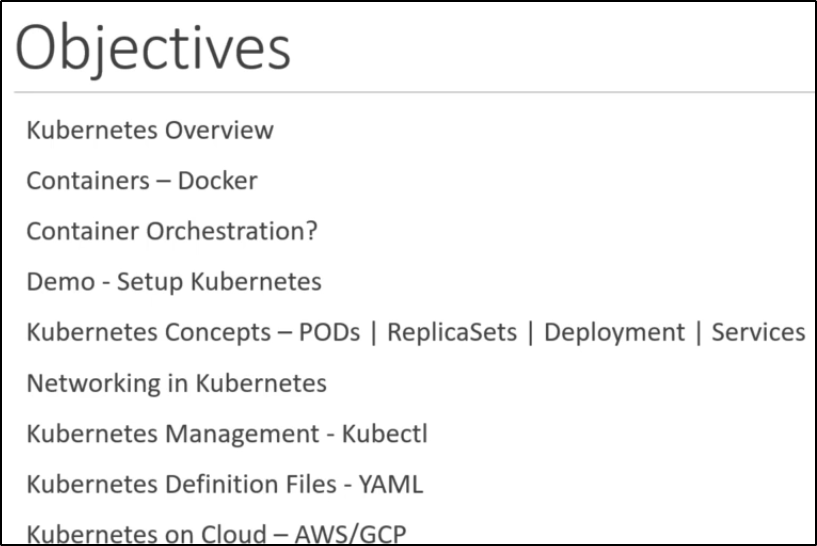 Objectives
Kubernetes Overview
Containers – Docker
Container Orchestration?
Demo - Setup Kubernetes
Kubernetes Concepts – PODs | ReplicaSets | Deployment | Services
Networking in Kubernetes
Kubernetes Management - Kubectl
Kubernetes Definition Files - YAML
Kubernetes on Cloud – AWS/GCP